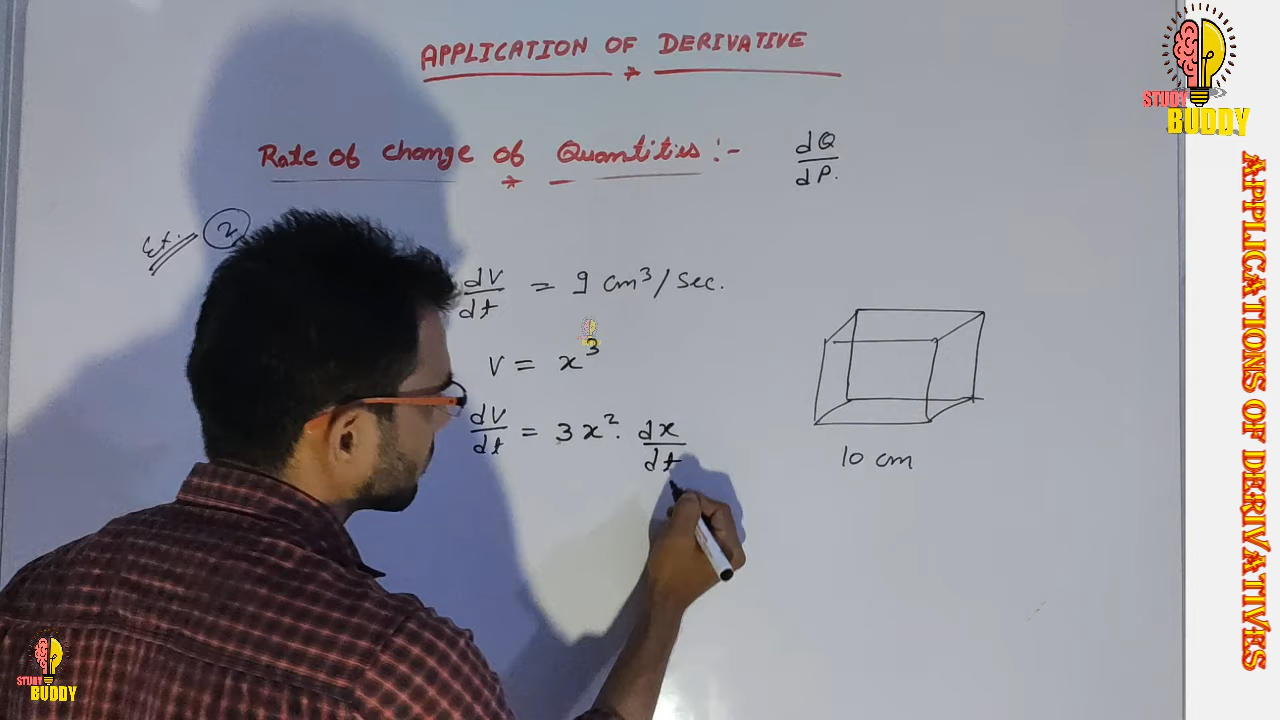 APPLICATION OF DERIVATIVE
Rate of change of Quantities :-
dQ
dP.
Ex:- 2
dV
dt
= 9 cm³/sec.
V = x³
dV
dt
= 3x².
dx
dt
10 cm
STUDY
BUDDY
APPLICATIONS OF DERIVATIVES
STUDY
BUDDY